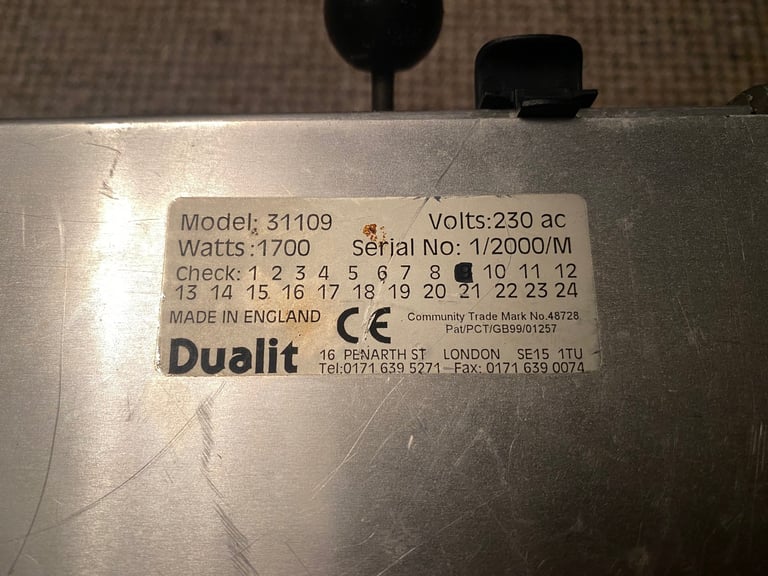 Model: 31109 Volts:230 ac
Watts :1700 Serial No: 1/2000/M
Check: 1 2 3 4 5 6 7 8 9 10 11 12
13 14 15 16 17 18 19 20 21 22 23 24
MADE IN ENGLAND CE Community Trade Mark No.48728
Pat/PCT/GB99/01257
Dualit 16 PENARTH ST LONDON SE15 1TU
Tel:0171 639 5271 Fax: 0171 639 0074